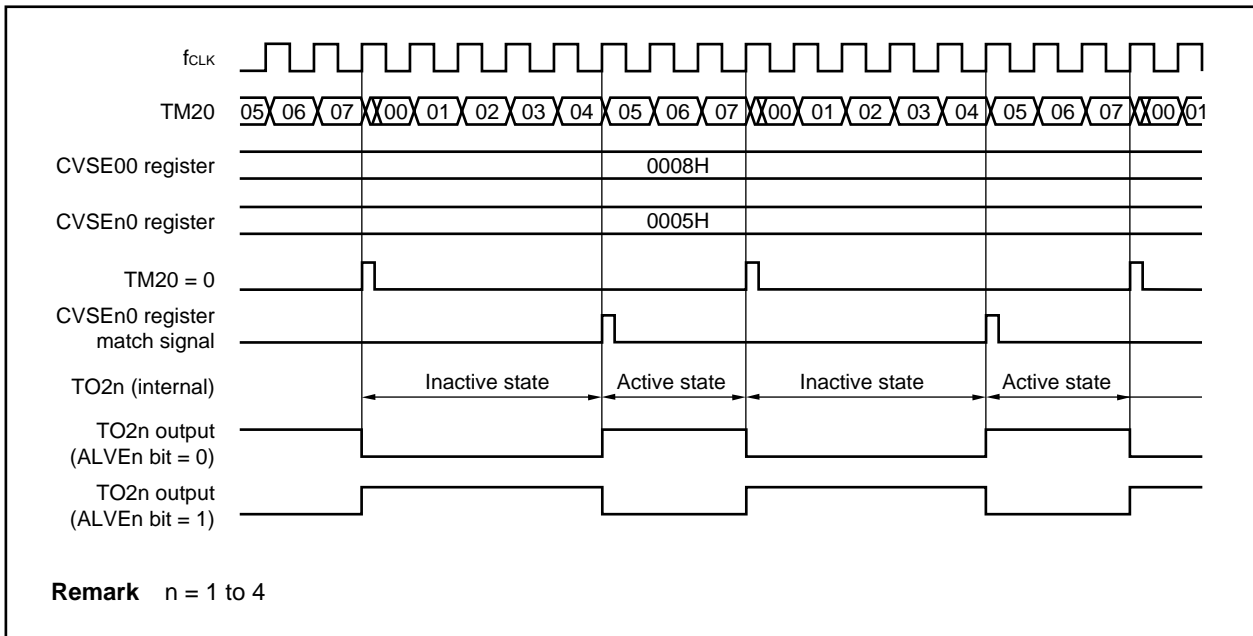 fCLK
TM20 05 06 07 00 01 02 03 04 05 06 07 00 01 02 03 04 05 06 07 00 01
CVSE00 register 0008H
CVSEn0 register 0005H
TM20 = 0
CVSEn0 register
match signal
TO2n (internal) Inactive state Active state Inactive state Active state
TO2n output
(ALVEn bit = 0)
TO2n output
(ALVEn bit = 1)
Remark n = 1 to 4